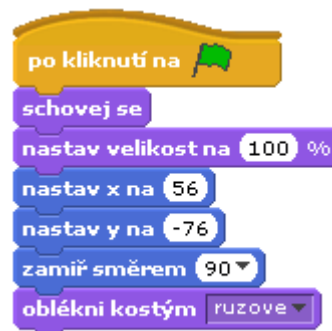 po kliknutí na
schovej se
nastav velikost na 100 %
nastav x na 56
nastav y na -76
zamiř směrem 90
oblékni kostým ruzove